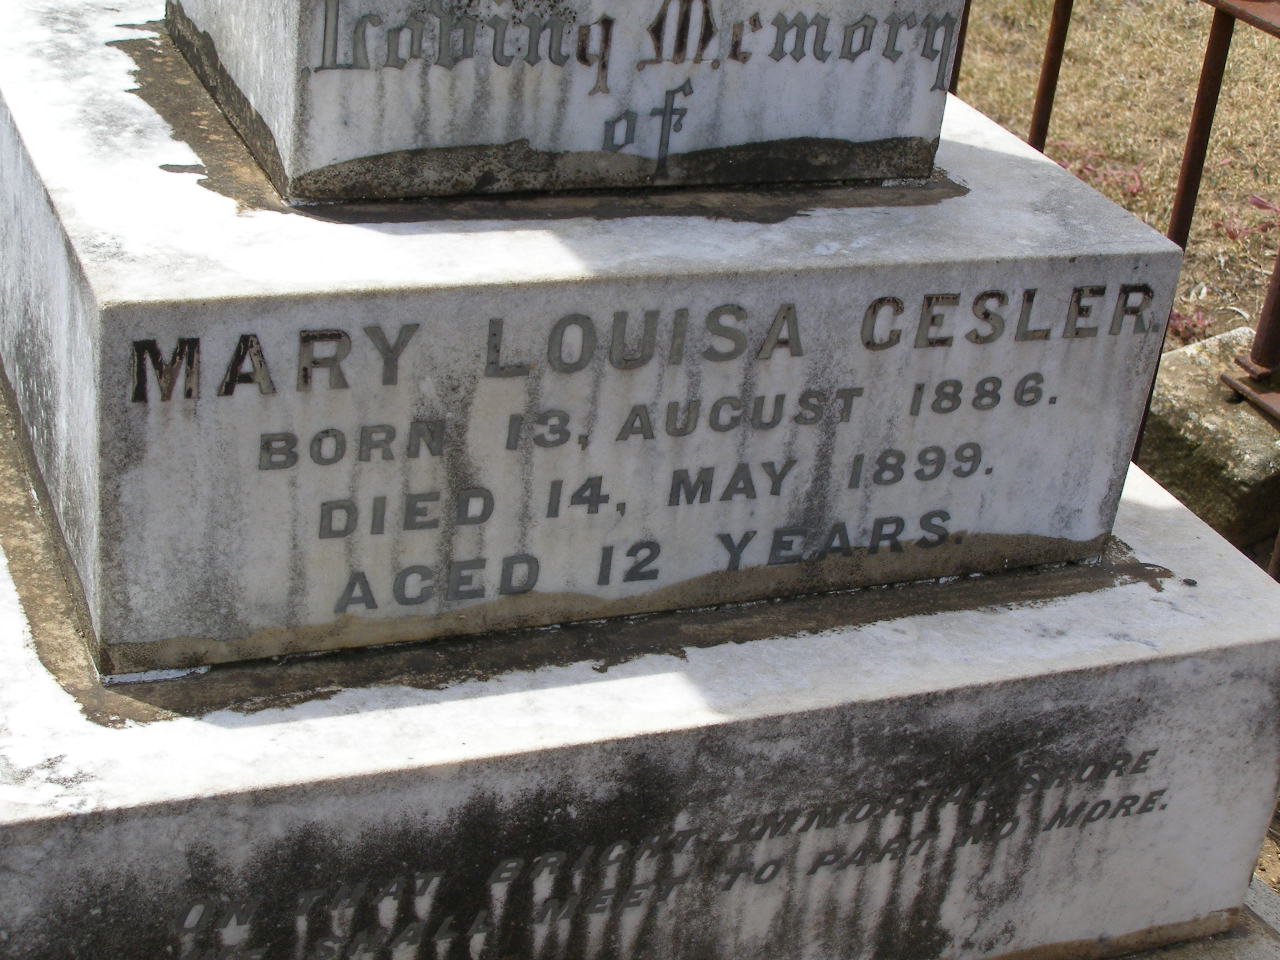 Loving Memory
of
MARY LOUISA GESLER.
BORN 13, AUGUST 1886.
DIED 14, MAY 1899.
AGED 12 YEARS.
ON THAT BRIGHT IMMORTAL SHORE
WE SHALL MEET TO PART NO MORE.